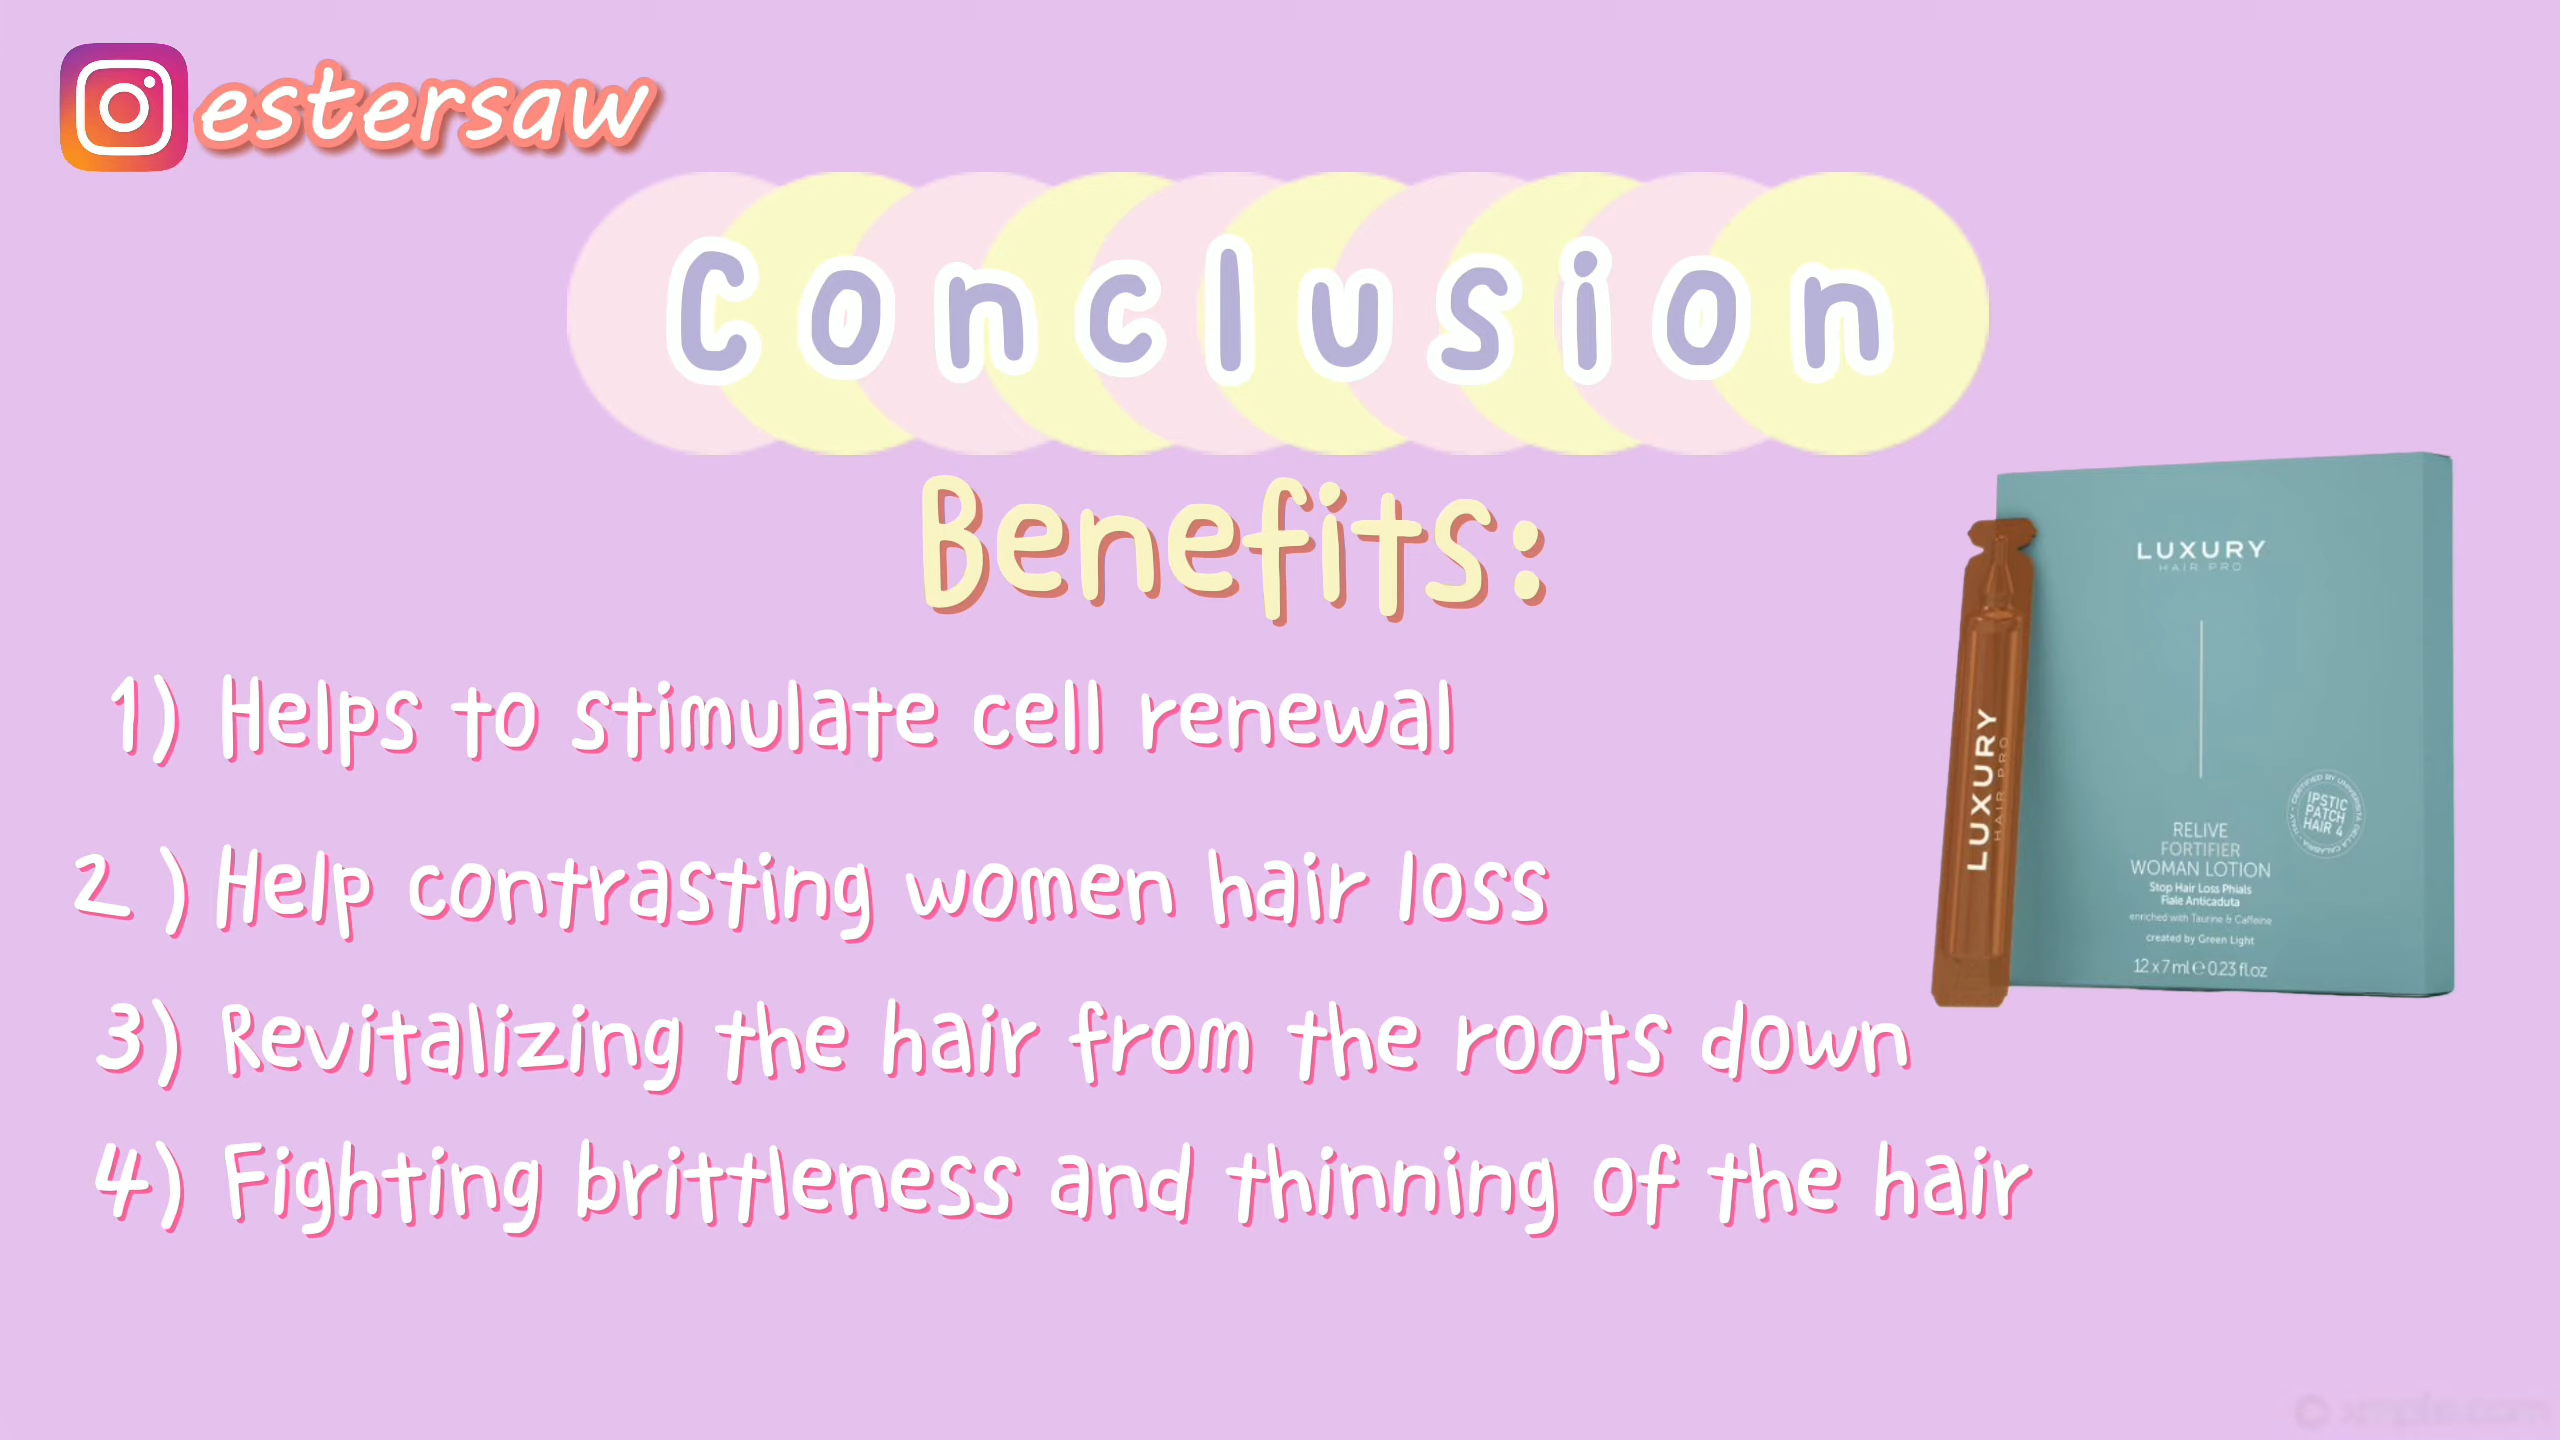 estersaw
Conclusion
Benefits:
1) Helps to stimulate cell renewal
2 ) Help contrasting women hair loss
3) Revitalizing the hair from the roots down
4) Fighting brittleness and thinning of the hair
LUXURY
HAIR PRO
LUXURY
HAIR PRO
IPSTIC
PATCH
HAIR 4
RELIVE
FORTIFIER
WOMAN LOTION
Stop Hair Loss Phials
Fiale Anticaduta
enriched with Taurine & Caffeine
created by Green Light
12 x 7 ml ℮ 0.23 fl.oz